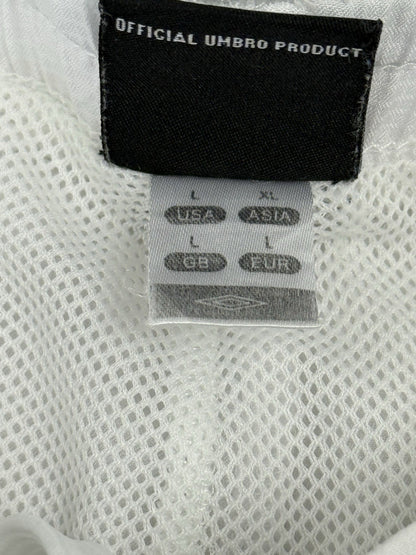 OFFICIAL UMBRO PRODUCT
L XL
USA ASIA
L L
GB EUR